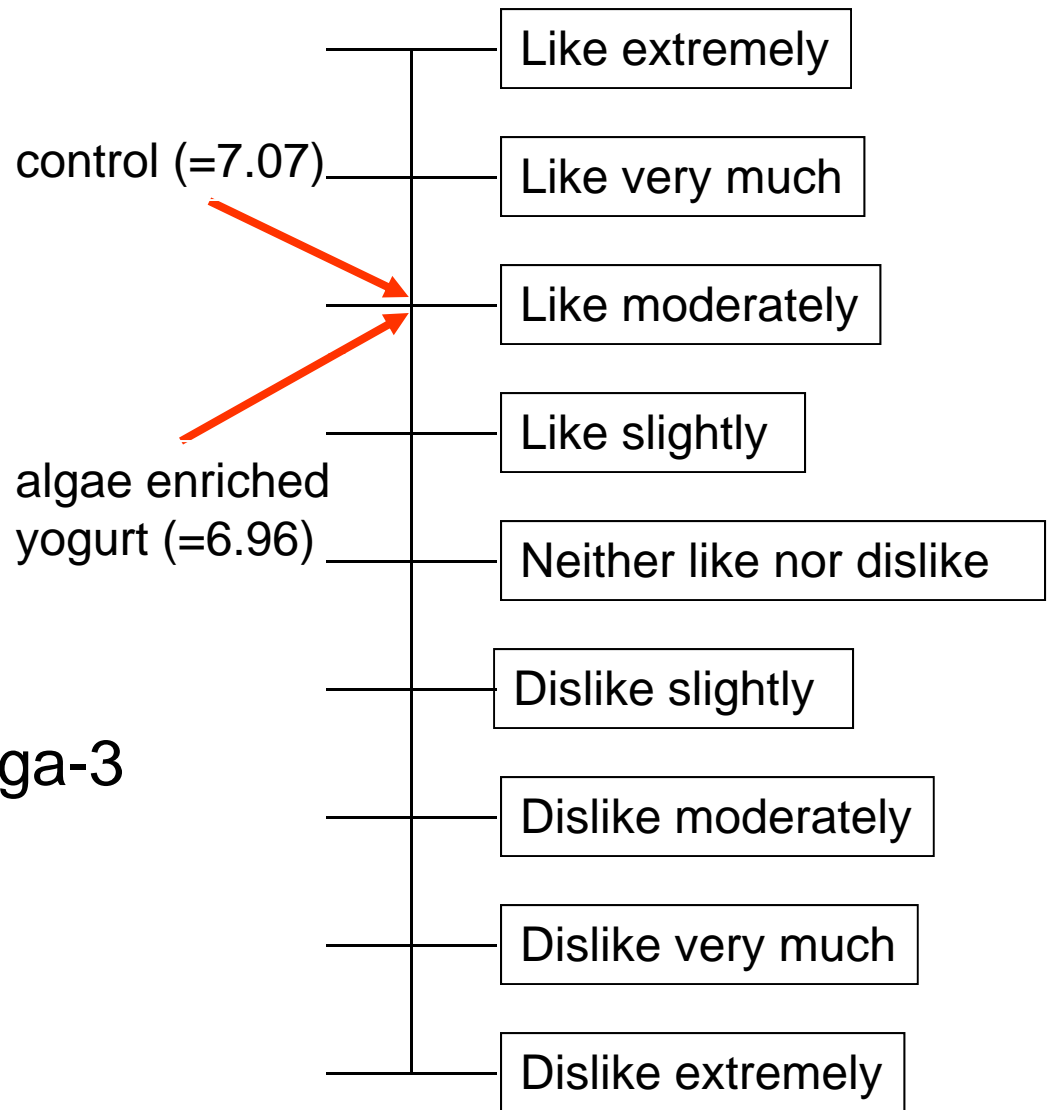 Like extremely
control (=7.07)
Like very much
Like moderately
Like slightly
algae enriched
yogurt (=6.96)
Neither like nor dislike
Dislike slightly
ga-3
Dislike moderately
Dislike very much
Dislike extremely